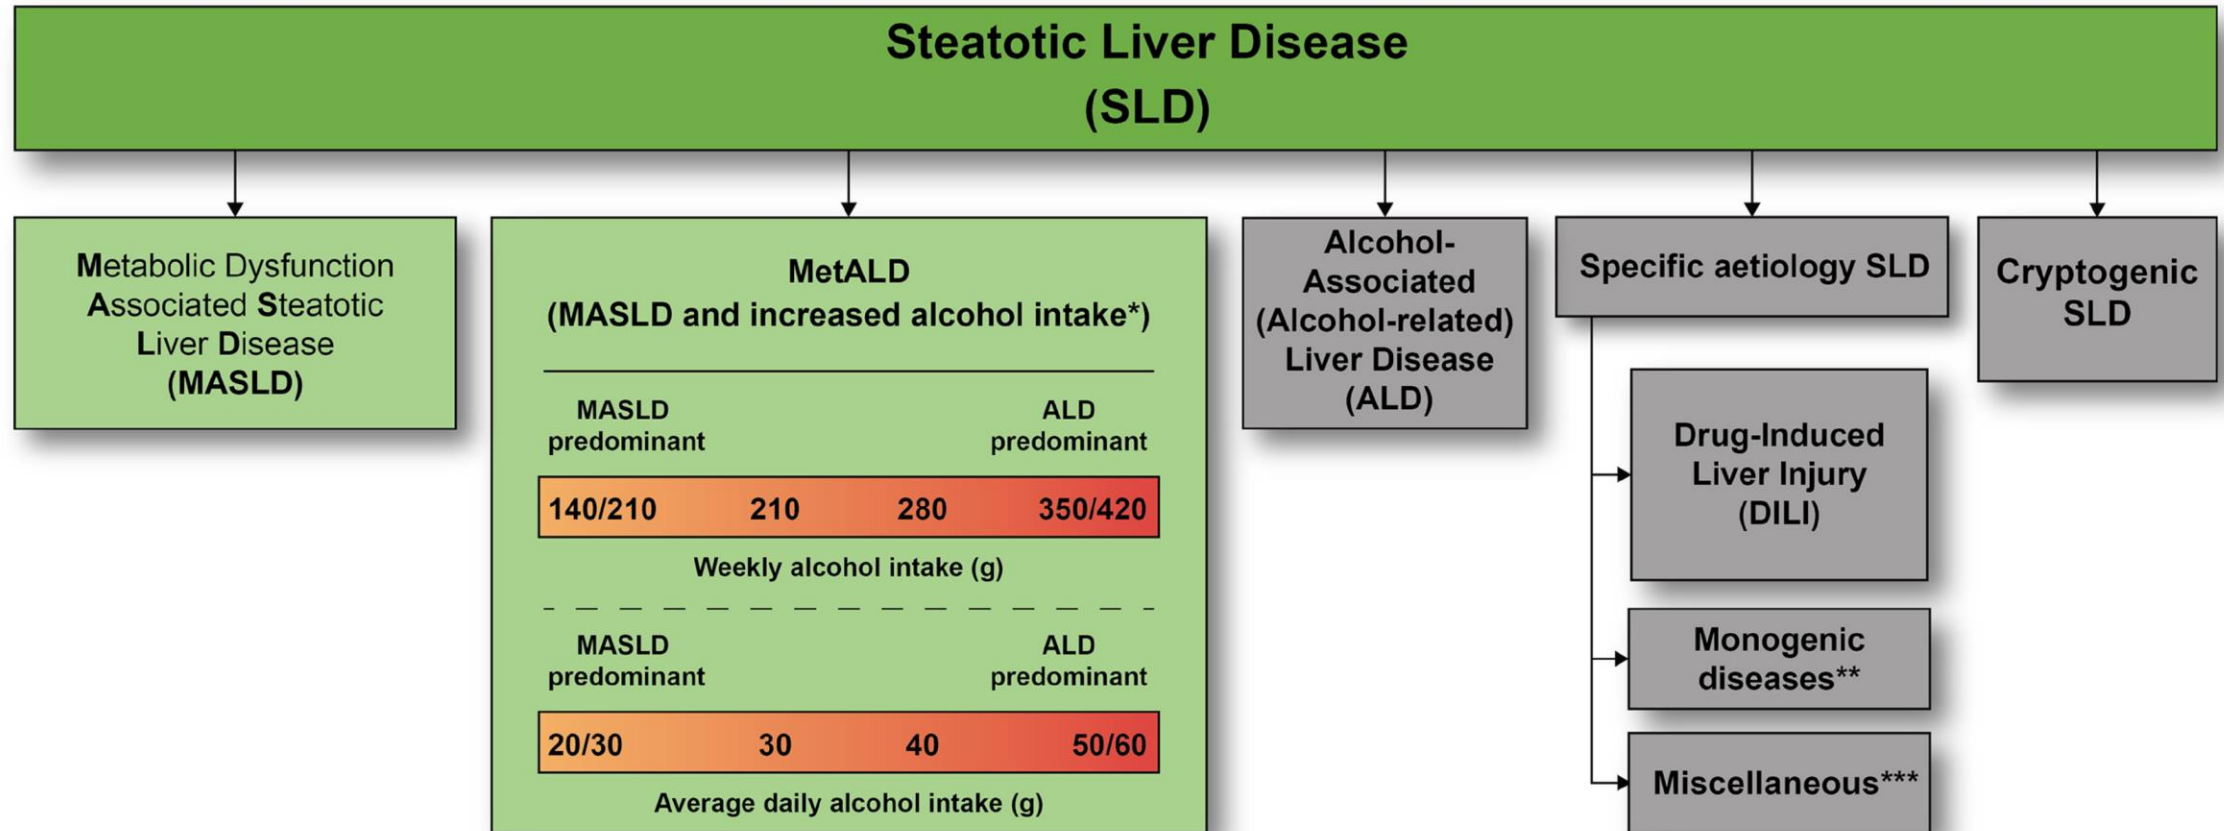 Steatotic Liver Disease
(SLD)
Metabolic Dysfunction
Associated Steatotic
Liver Disease
(MASLD)
MetALD
(MASLD and increased alcohol intake*)
MASLD
predominant
ALD
predominant
140/210 210 280 350/420
Weekly alcohol intake (g)
MASLD
predominant
ALD
predominant
20/30 30 40 50/60
Average daily alcohol intake (g)
Alcohol-
Associated
(Alcohol-related)
Liver Disease
(ALD)
Specific aetiology SLD
Drug-Induced
Liver Injury
(DILI)
Monogenic
diseases**
Miscellaneous***
Cryptogenic
SLD